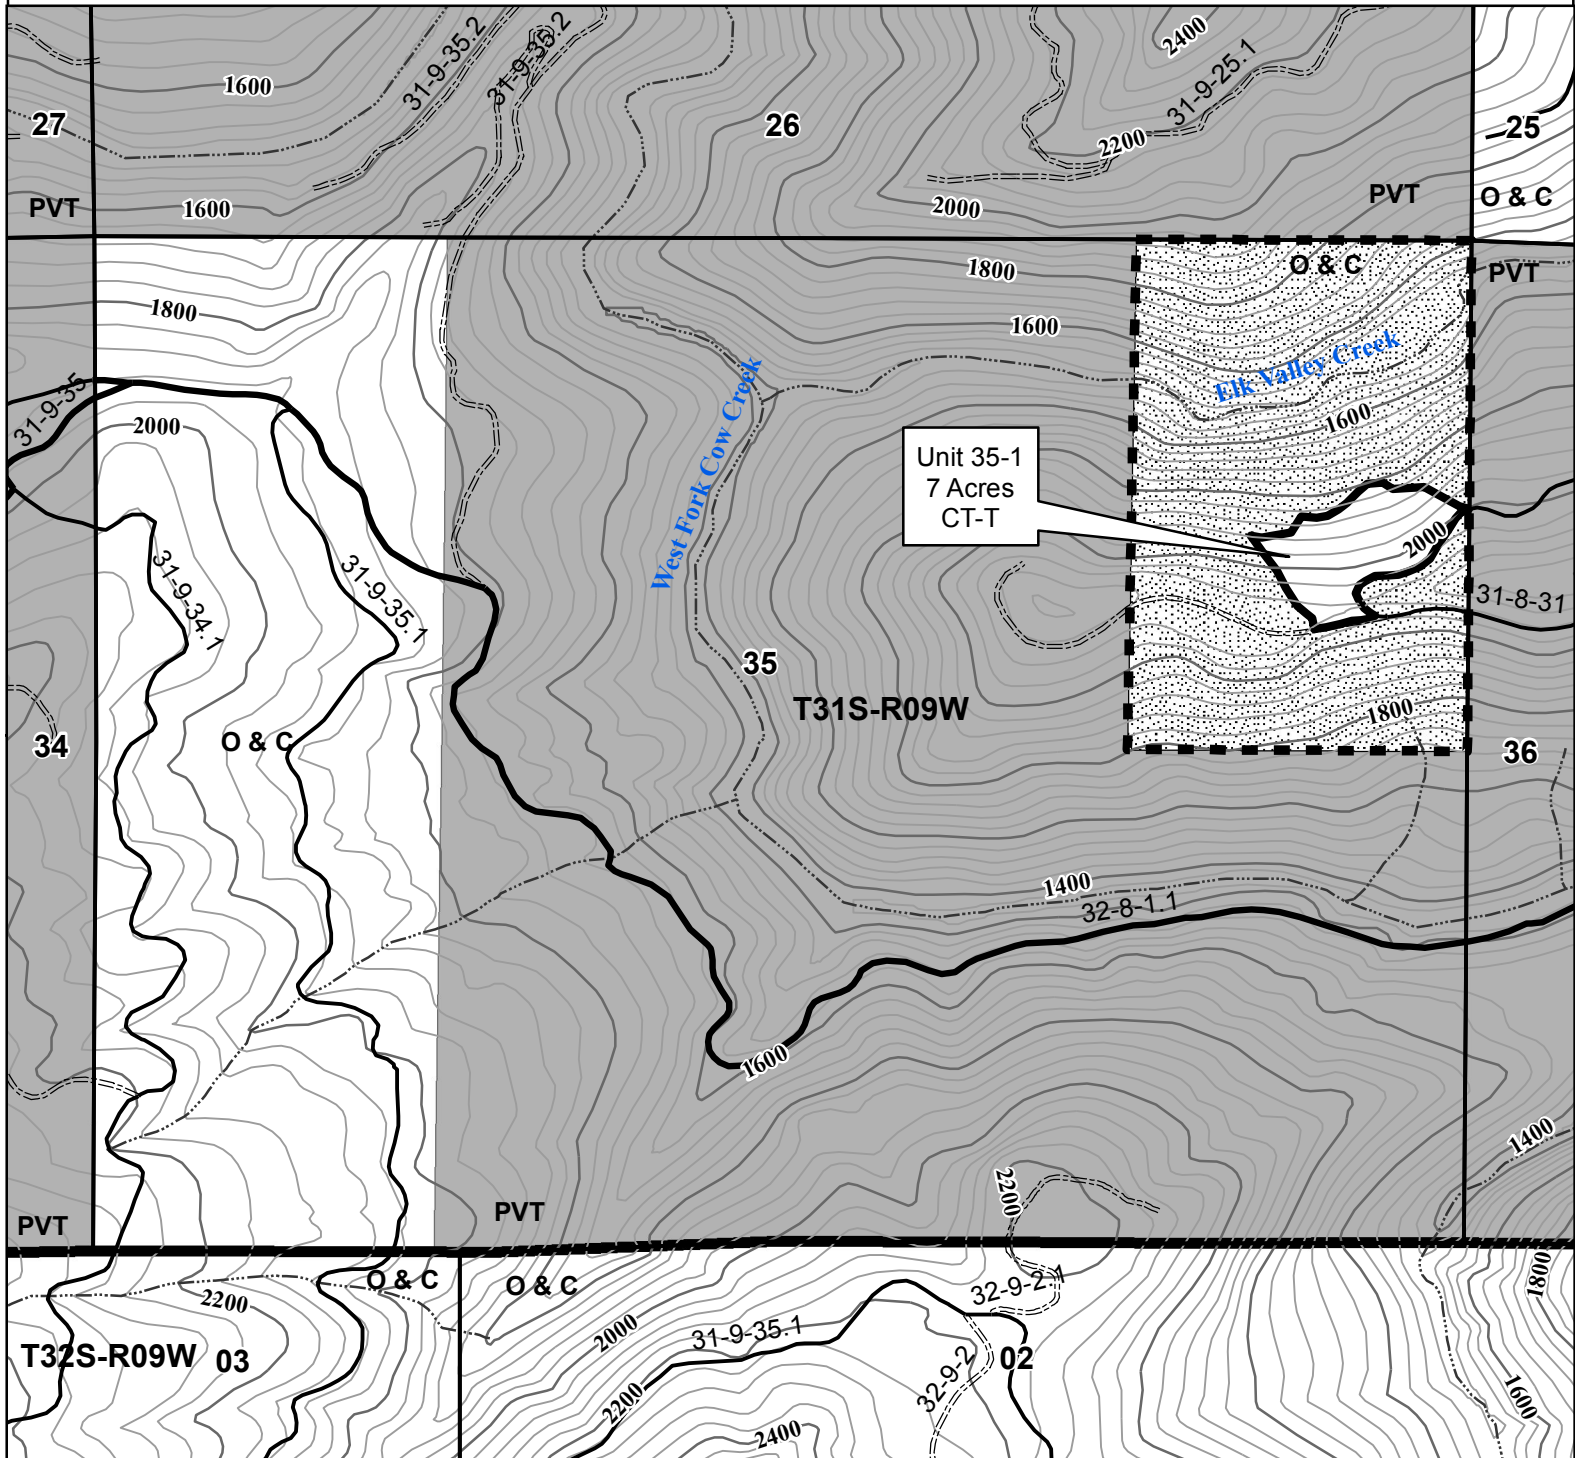 2400
31-9-35.2
31-9-35.2
31-9-25.1
1600
27
26
2200
25
PVT
1600
2000
PVT
O & C
O & C
1800
PVT
1800
1600
Elk Valley Creek
31-9-35
2000
1600
West Fork Cow Creek
Unit 35-1
7 Acres
CT-T
2000
31-9-34.1
31-9-35.1
31-8-31
35
T31S-R09W
1800
34
O & C
36
1400
32-8-1.1
1600
1400
2200
PVT
PVT
O & C
O & C
32-9-2.1
1800
2200
2000
31-9-35.1
T32S-R09W 03
02
32-9-2
2200
1600
2400